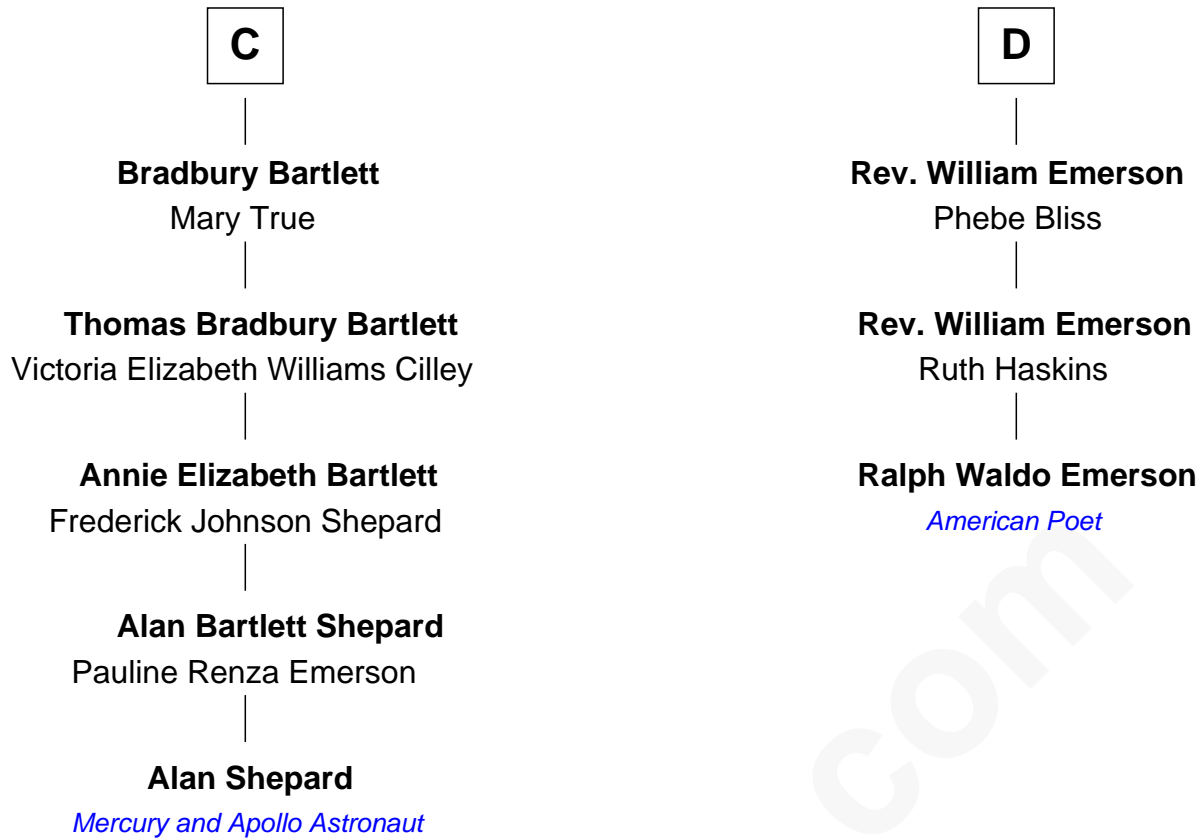 C
Bradbury Bartlett
Mary True
Thomas Bradbury Bartlett
Victoria Elizabeth Williams Cilley
Annie Elizabeth Bartlett
Frederick Johnson Shepard
Alan Bartlett Shepard
Pauline Renza Emerson
Alan Shepard
Mercury and Apollo Astronaut
D
Rev. William Emerson
Phebe Bliss
Rev. William Emerson
Ruth Haskins
Ralph Waldo Emerson
American Poet
com